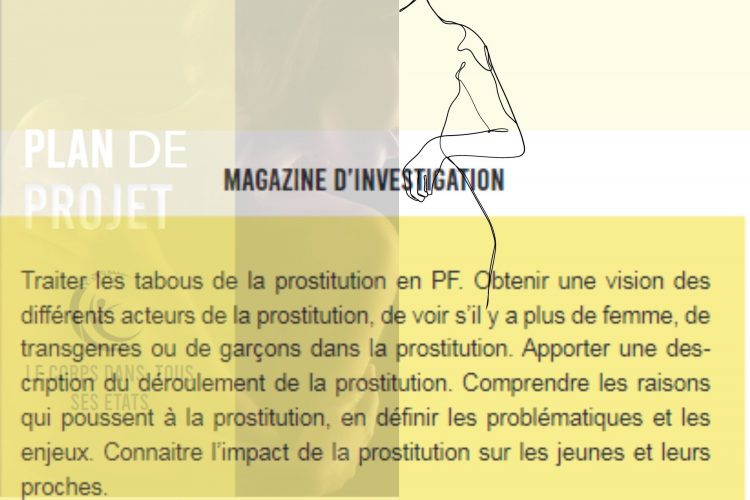 PLAN DE
PROJET
MAGAZINE D'INVESTIGATION
Traiter les tabous de la prostitution en PF. Obtenir une vision des
différents acteurs de la prostitution, de voir s'il y a plus de femme, de
transgenres ou de garçons dans la prostitution. Apporter une des-
cription du déroulement de la prostitution. Comprendre les raisons
qui poussent à la prostitution, en définir les problématiques et les
enjeux. Connaitre l'impact de la prostitution sur les jeunes et leurs
proches.
LE CORPS DANS TOUS
SES ETATS